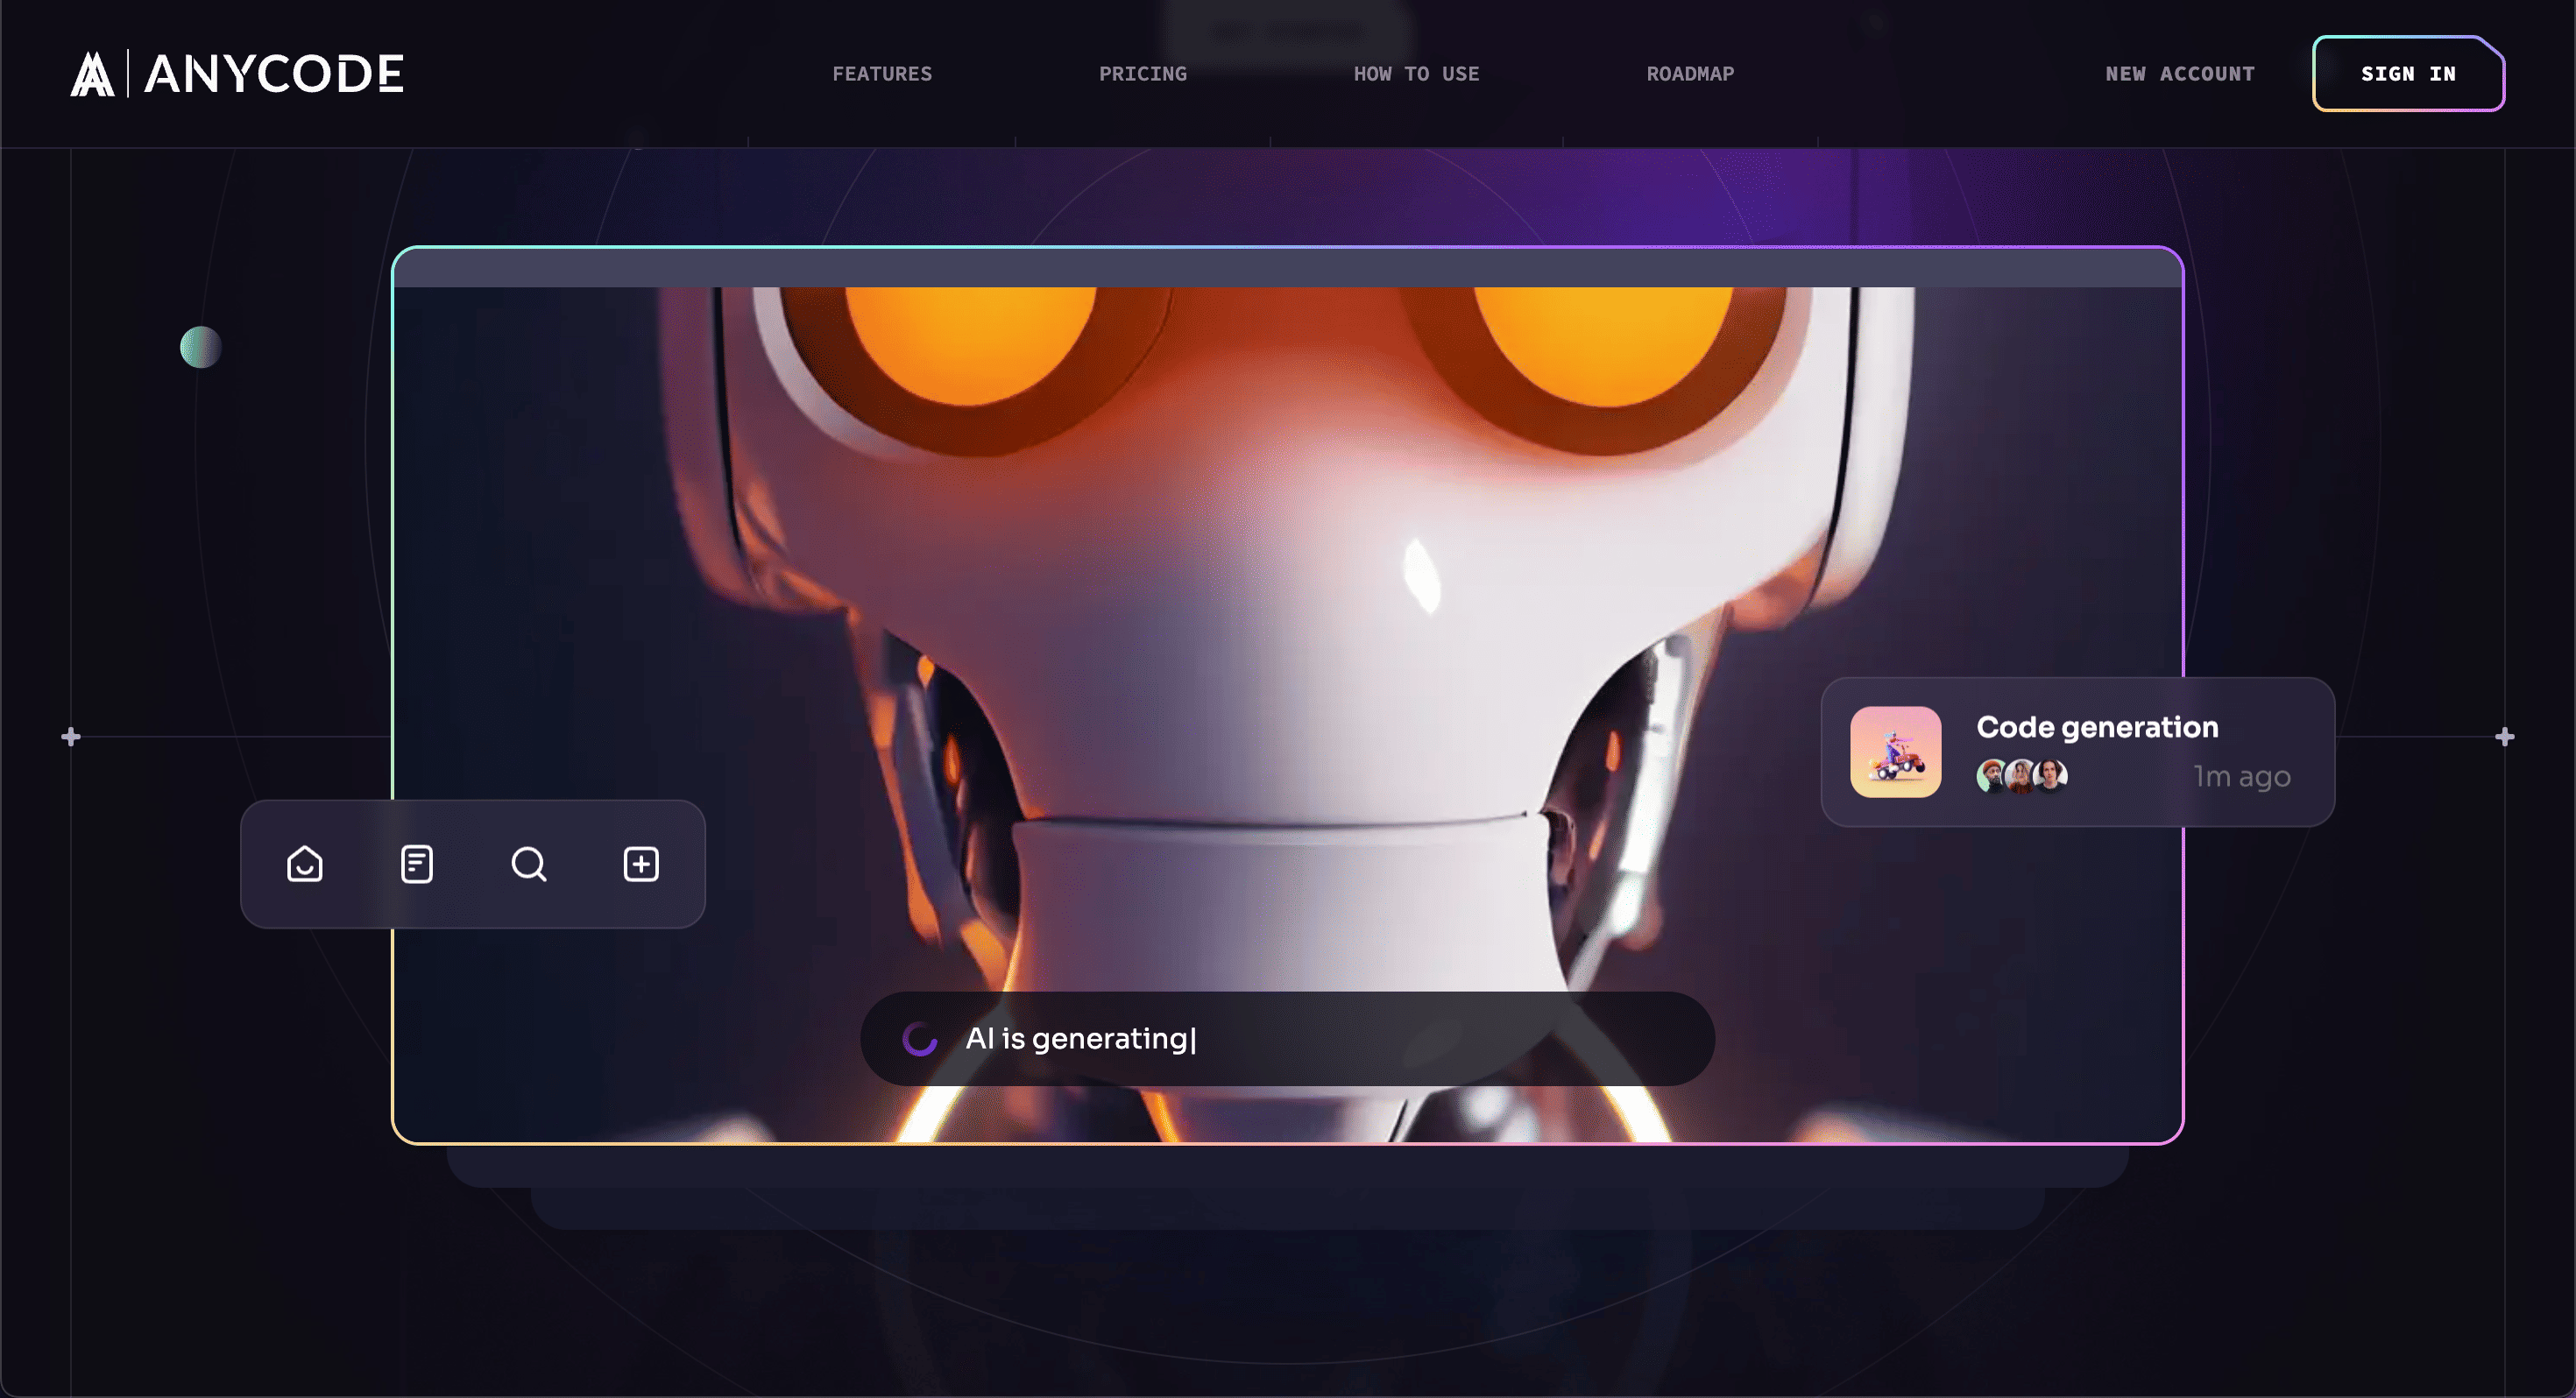 ANYCODE
FEATURES
PRICING
HOW TO USE
ROADMAP
NEW ACCOUNT
SIGN IN
Code generation
1m ago
AI is generating